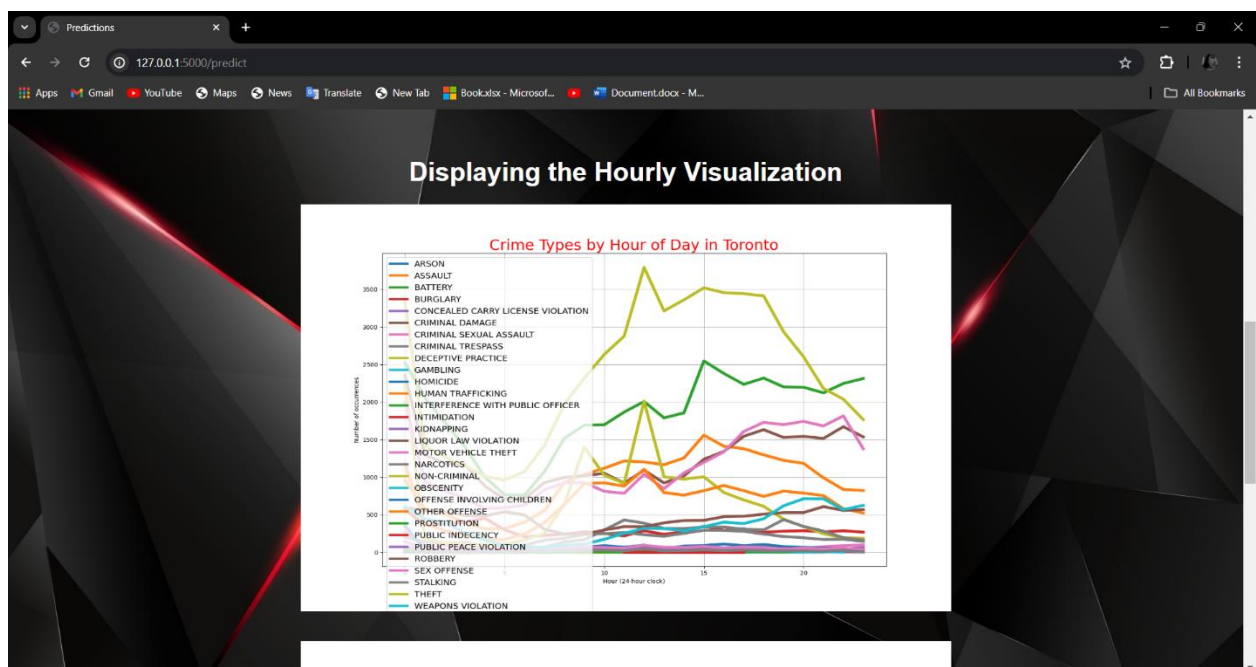 Predictions
127.0.0.1:5000/predict
Apps Gmail YouTube Maps News Translate New Tab Book.xlsx - Microsof... Document.docx - M... All Bookmarks
Displaying the Hourly Visualization
Crime Types by Hour of Day in Toronto
ARSON
ASSAULT
BATTERY
BURGLARY
CONCEALED CARRY LICENSE VIOLATION
CRIMINAL DAMAGE
CRIMINAL SEXUAL ASSAULT
CRIMINAL TRESPASS
DECEPTIVE PRACTICE
GAMBLING
HOMICIDE
HUMAN TRAFFICKING
INTERFERENCE WITH PUBLIC OFFICER
INTIMIDATION
KIDNAPPING
LIQUOR LAW VIOLATION
MOTOR VEHICLE THEFT
NARCOTICS
NON-CRIMINAL
OBSCENITY
OFFENSE INVOLVING CHILDREN
OTHER OFFENSE
PROSTITUTION
PUBLIC INDECENCY
PUBLIC PEACE VIOLATION
ROBBERY
SEX OFFENSE
STALKING
THEFT
WEAPONS VIOLATION
Number of occurrences
3500
3000
2500
2000
1500
1000
500
0
10 15 20
Hour (24-hour clock)